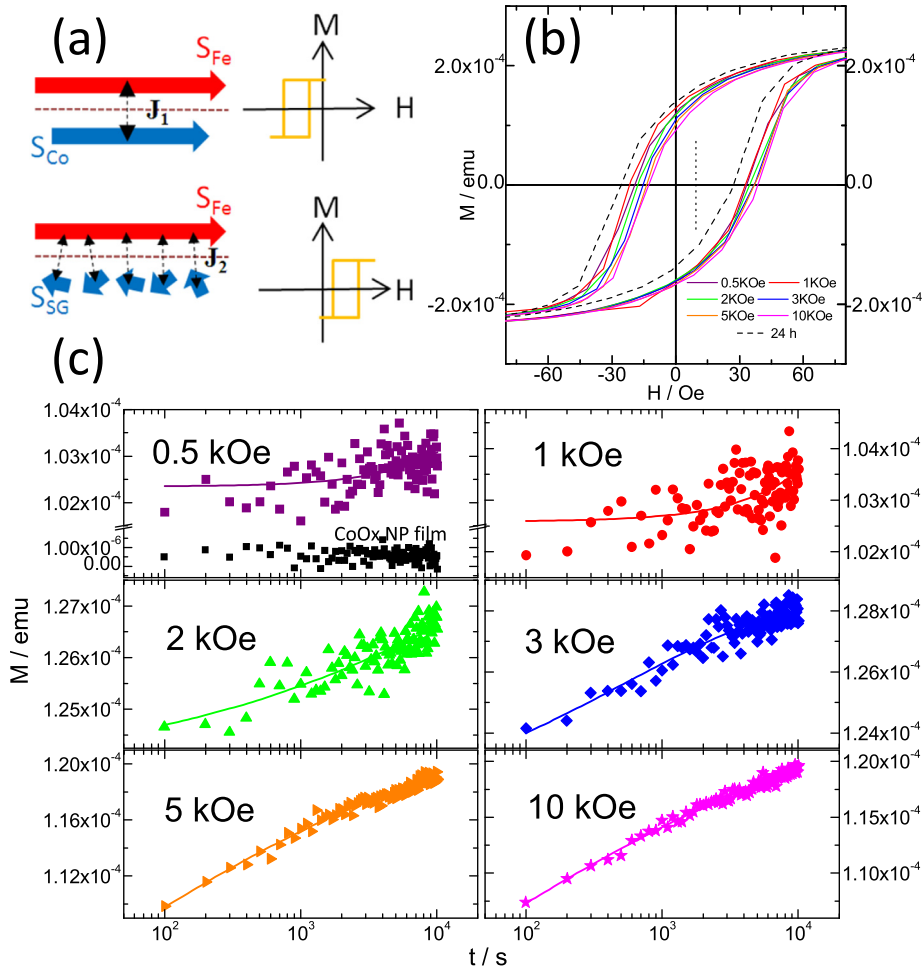 (a)
S_Fe
J_1
S_Co
M
H
S_Fe
J_2
S_SG
M
H
(b)
M / emu
2.0x10^-4
0.0
-2.0x10^-4
2.0x10^-4
0.0
-2.0x10^-4
0.5KOe 1KOe
2KOe 3KOe
5KOe 10KOe
24 h
-60 -30 0 30 60
H / Oe
(c)
M / emu
1.04x10^-4
1.03x10^-4
1.02x10^-4
1.00x10^-6
0.00
0.5 kOe
CoOx NP film
1 kOe
1.04x10^-4
1.03x10^-4
1.02x10^-4
1.27x10^-4
1.26x10^-4
1.25x10^-4
2 kOe
3 kOe
1.28x10^-4
1.26x10^-4
1.24x10^-4
1.20x10^-4
1.16x10^-4
1.12x10^-4
5 kOe
10 kOe
1.20x10^-4
1.15x10^-4
1.10x10^-4
10^2 10^3 10^4 10^2 10^3 10^4
t / s